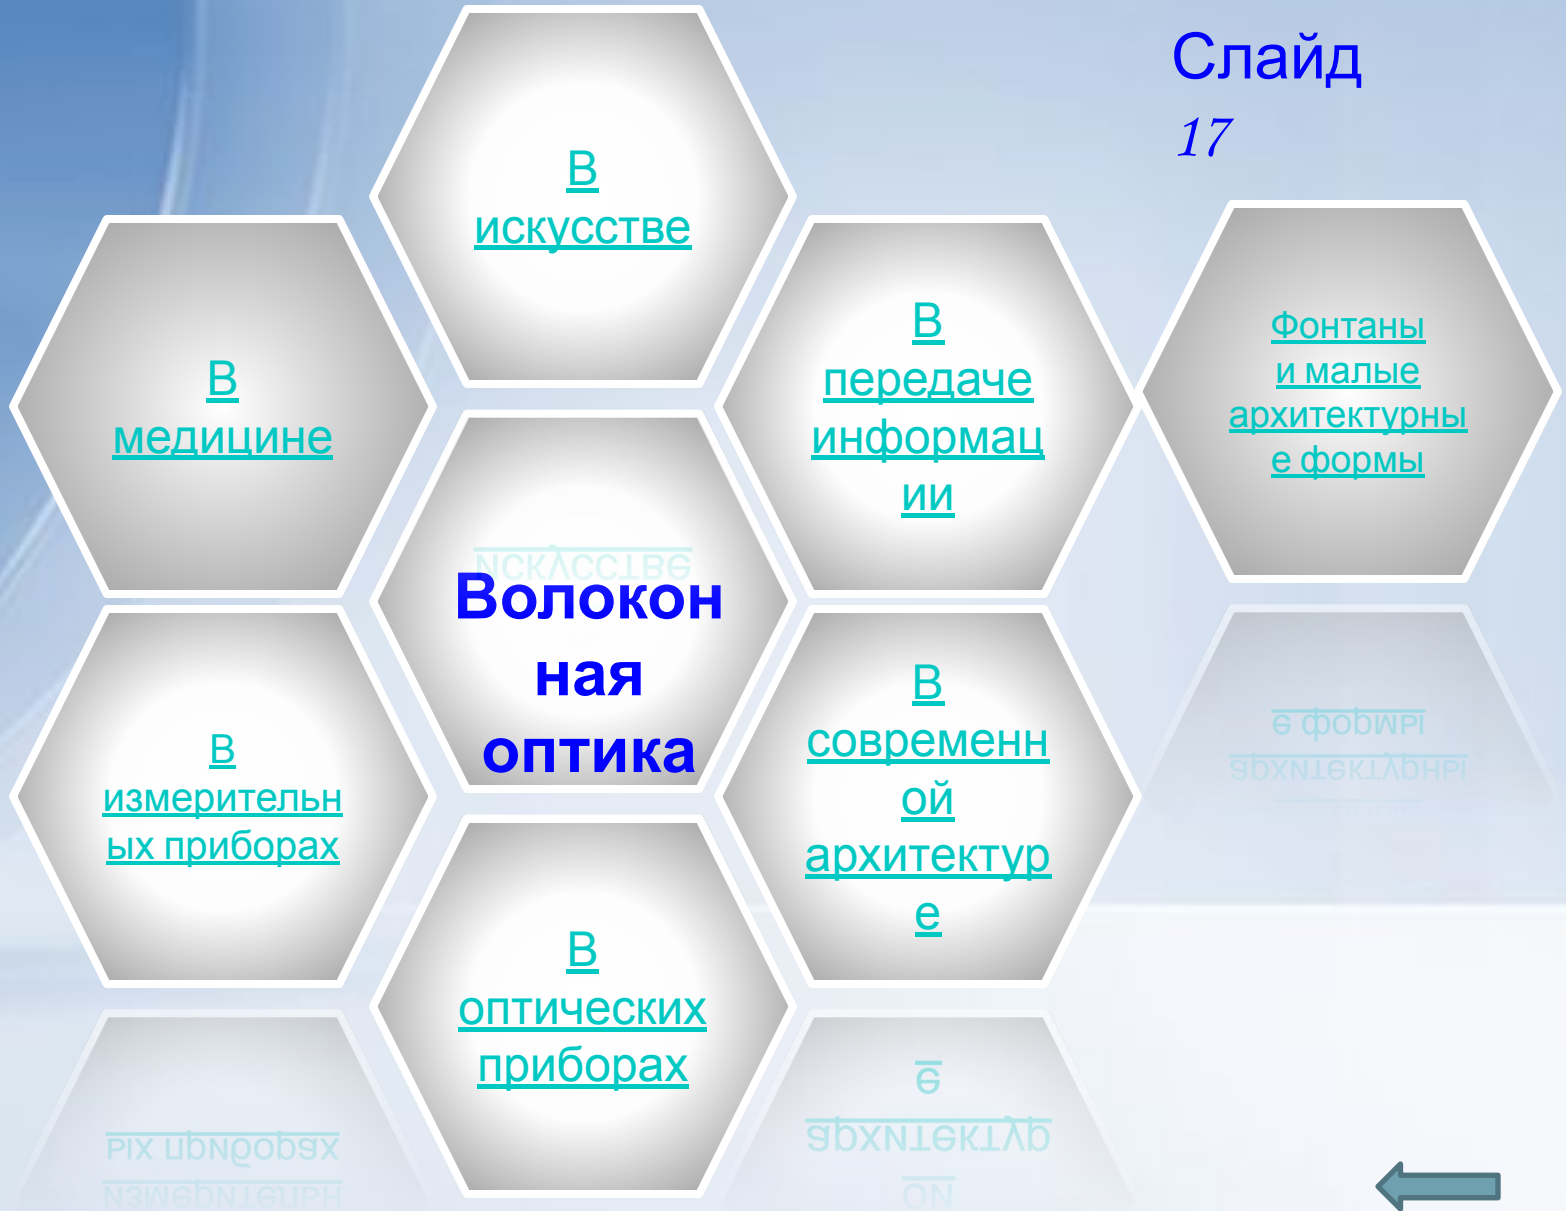 Слайд
17
В
искусстве
В
медицине
В
передаче
информац
ии
Фонтаны
и малые
архитектурны
е формы
Волокон
ная
оптика
В
измерительн
ых приборах
В
современн
ой
архитектур
е
В
оптических
приборах